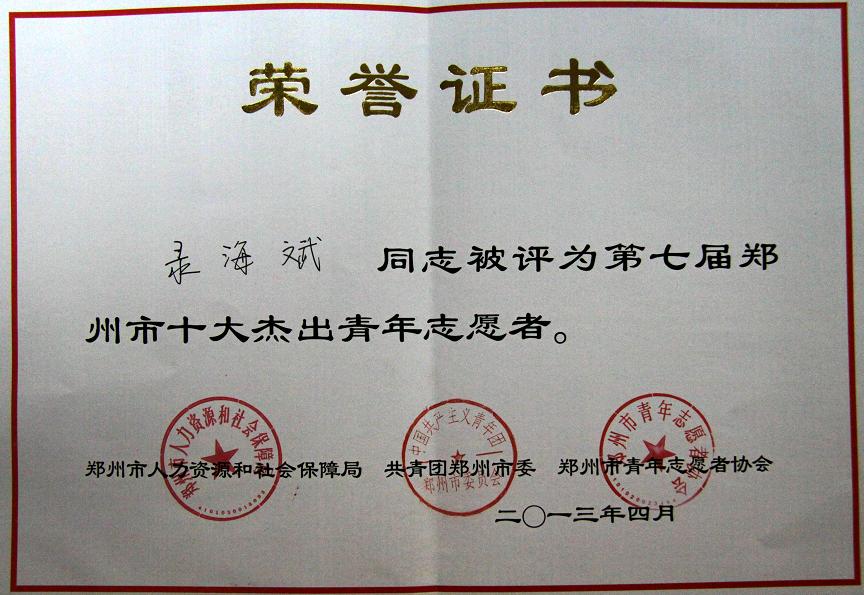 荣誉证书
录海斌 同志被评为第七届郑
州市十大杰出青年志愿者。
郑州市人力资源和社会保障局
中国共产主义青年团
郑州市委员会
郑州市青年志愿者协会
郑州市人力资源和社会保障局 共青团郑州市委 郑州市青年志愿者协会
二〇一三年四月